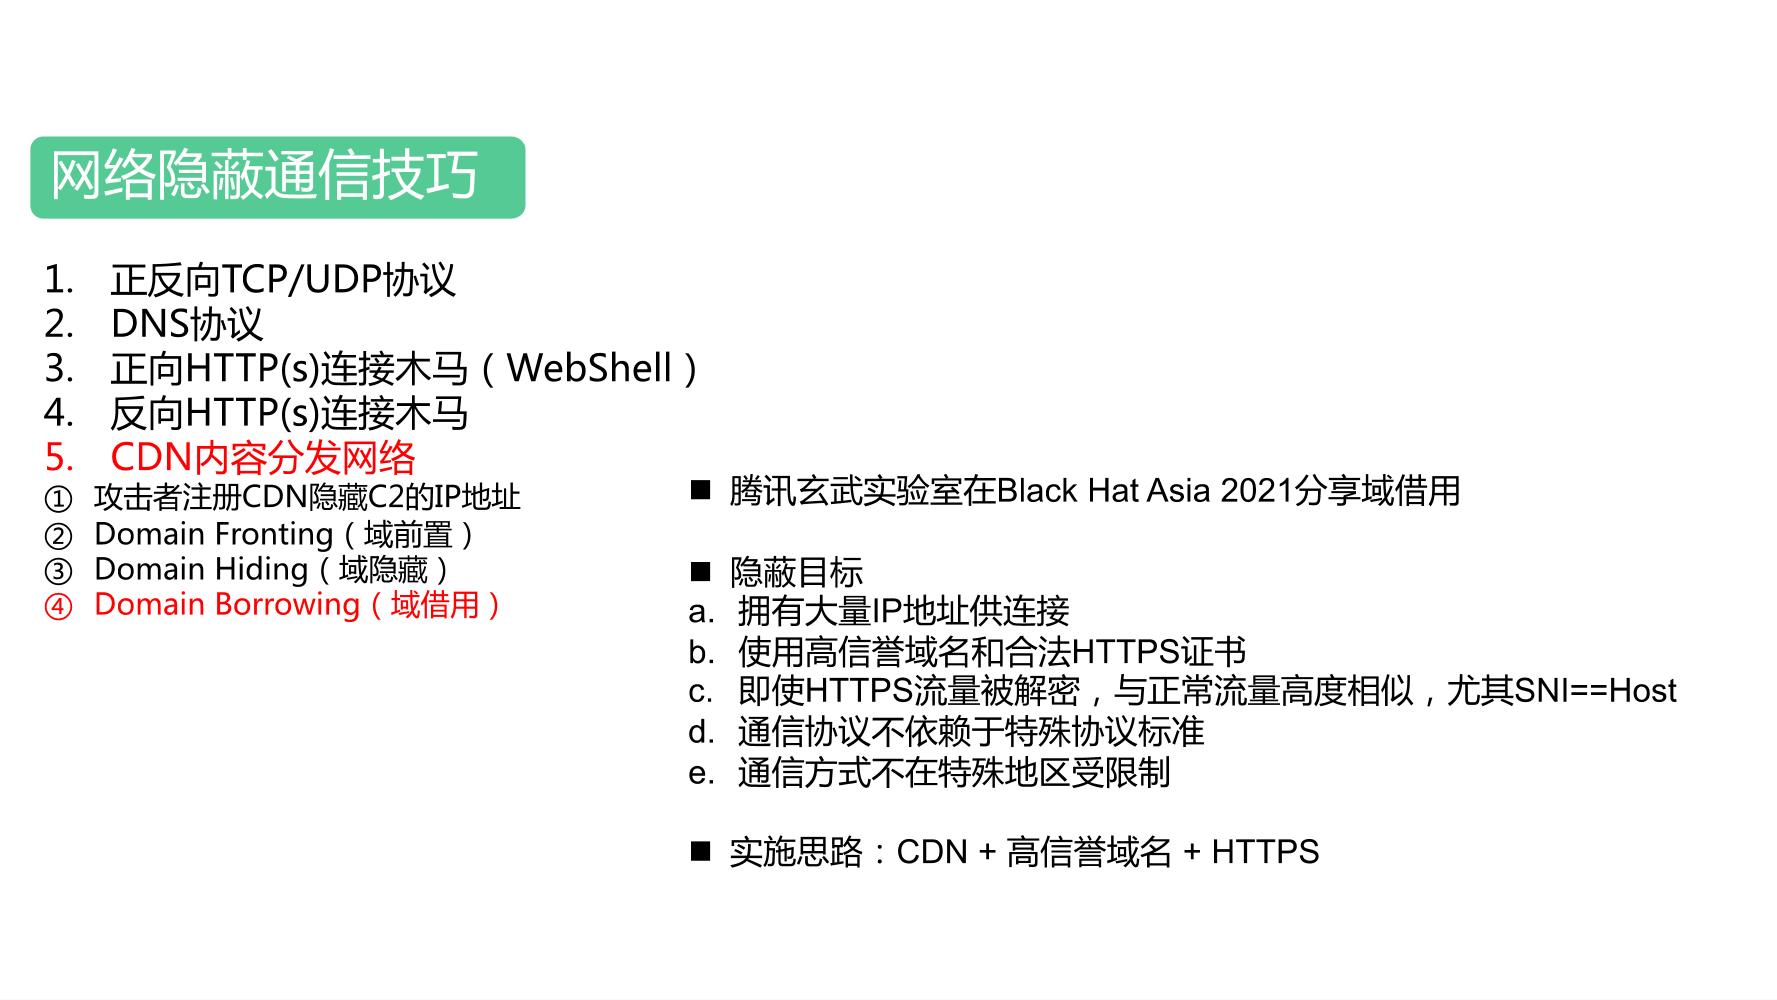 网络隐蔽通信技巧
1. 正反向TCP/UDP协议
2. DNS协议
3. 正向HTTP(s)连接木马（WebShell）
4. 反向HTTP(s)连接木马
5. CDN内容分发网络
① 攻击者注册CDN隐藏C2的IP地址
② Domain Fronting（域前置）
③ Domain Hiding（域隐藏）
④ Domain Borrowing（域借用）
■ 腾讯玄武实验室在Black Hat Asia 2021分享域借用
■ 隐蔽目标
a. 拥有大量IP地址供连接
b. 使用高信誉域名和合法HTTPS证书
c. 即使HTTPS流量被解密，与正常流量高度相似，尤其SNI==Host
d. 通信协议不依赖于特殊协议标准
e. 通信方式不在特殊地区受限制
■ 实施思路：CDN + 高信誉域名 + HTTPS